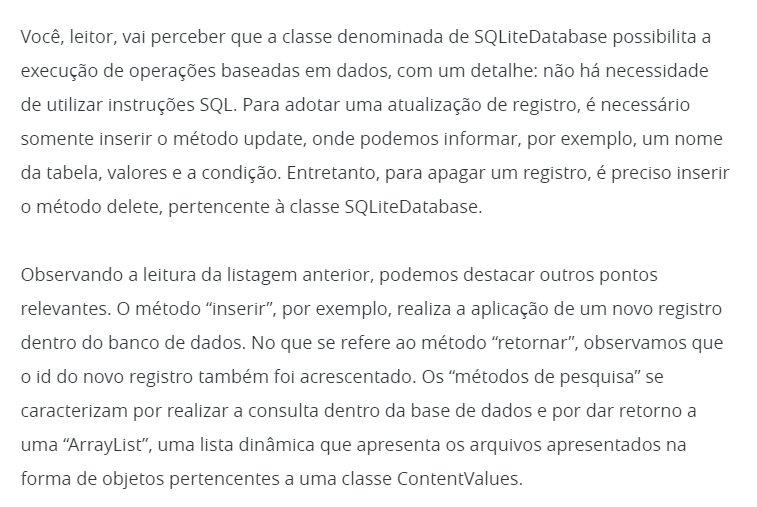 Você, leitor, vai perceber que a classe denominada de SQLiteDatabase possibilita a
execução de operações baseadas em dados, com um detalhe: não há necessidade
de utilizar instruções SQL. Para adotar uma atualização de registro, é necessário
somente inserir o método update, onde podemos informar, por exemplo, um nome
da tabela, valores e a condição. Entretanto, para apagar um registro, é preciso inserir
o método delete, pertencente à classe SQLiteDatabase.
Observando a leitura da listagem anterior, podemos destacar outros pontos
relevantes. O método “inserir”, por exemplo, realiza a aplicação de um novo registro
dentro do banco de dados. No que se refere ao método “retornar”, observamos que
o id do novo registro também foi acrescentado. Os “métodos de pesquisa” se
caracterizam por realizar a consulta dentro da base de dados e por dar retorno a
uma “ArrayList”, uma lista dinâmica que apresenta os arquivos apresentados na
forma de objetos pertencentes a uma classe ContentValues.